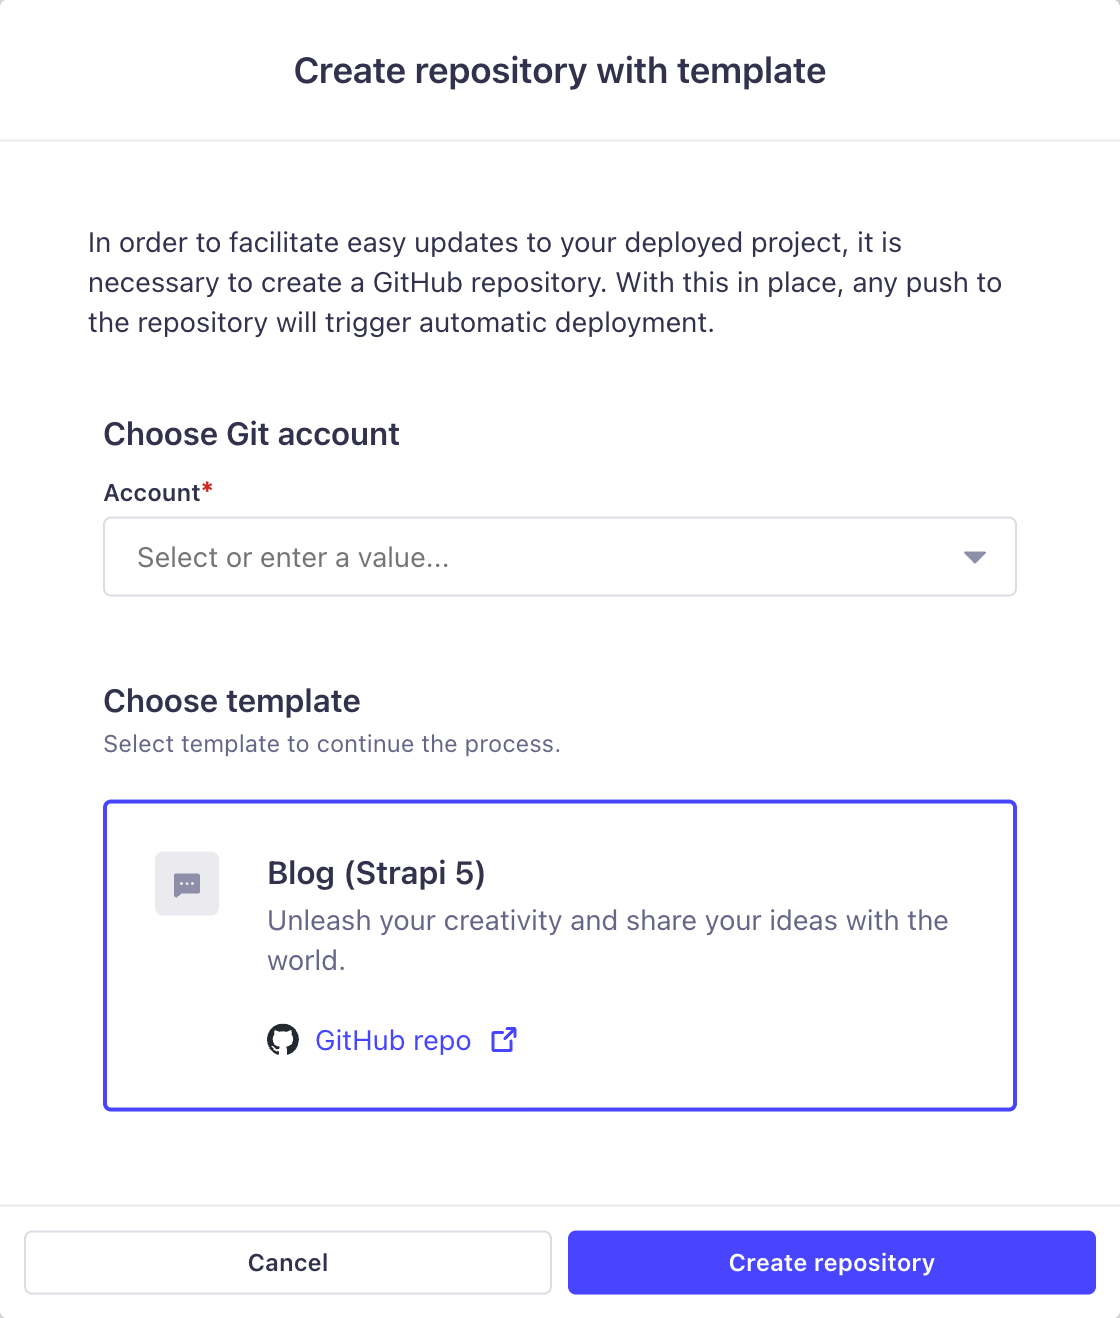 Create repository with template
In order to facilitate easy updates to your deployed project, it is
necessary to create a GitHub repository. With this in place, any push to
the repository will trigger automatic deployment.
Choose Git account
Account*
Select or enter a value...
Choose template
Select template to continue the process.
Blog (Strapi 5)
Unleash your creativity and share your ideas with the
world.
GitHub repo
Cancel
Create repository